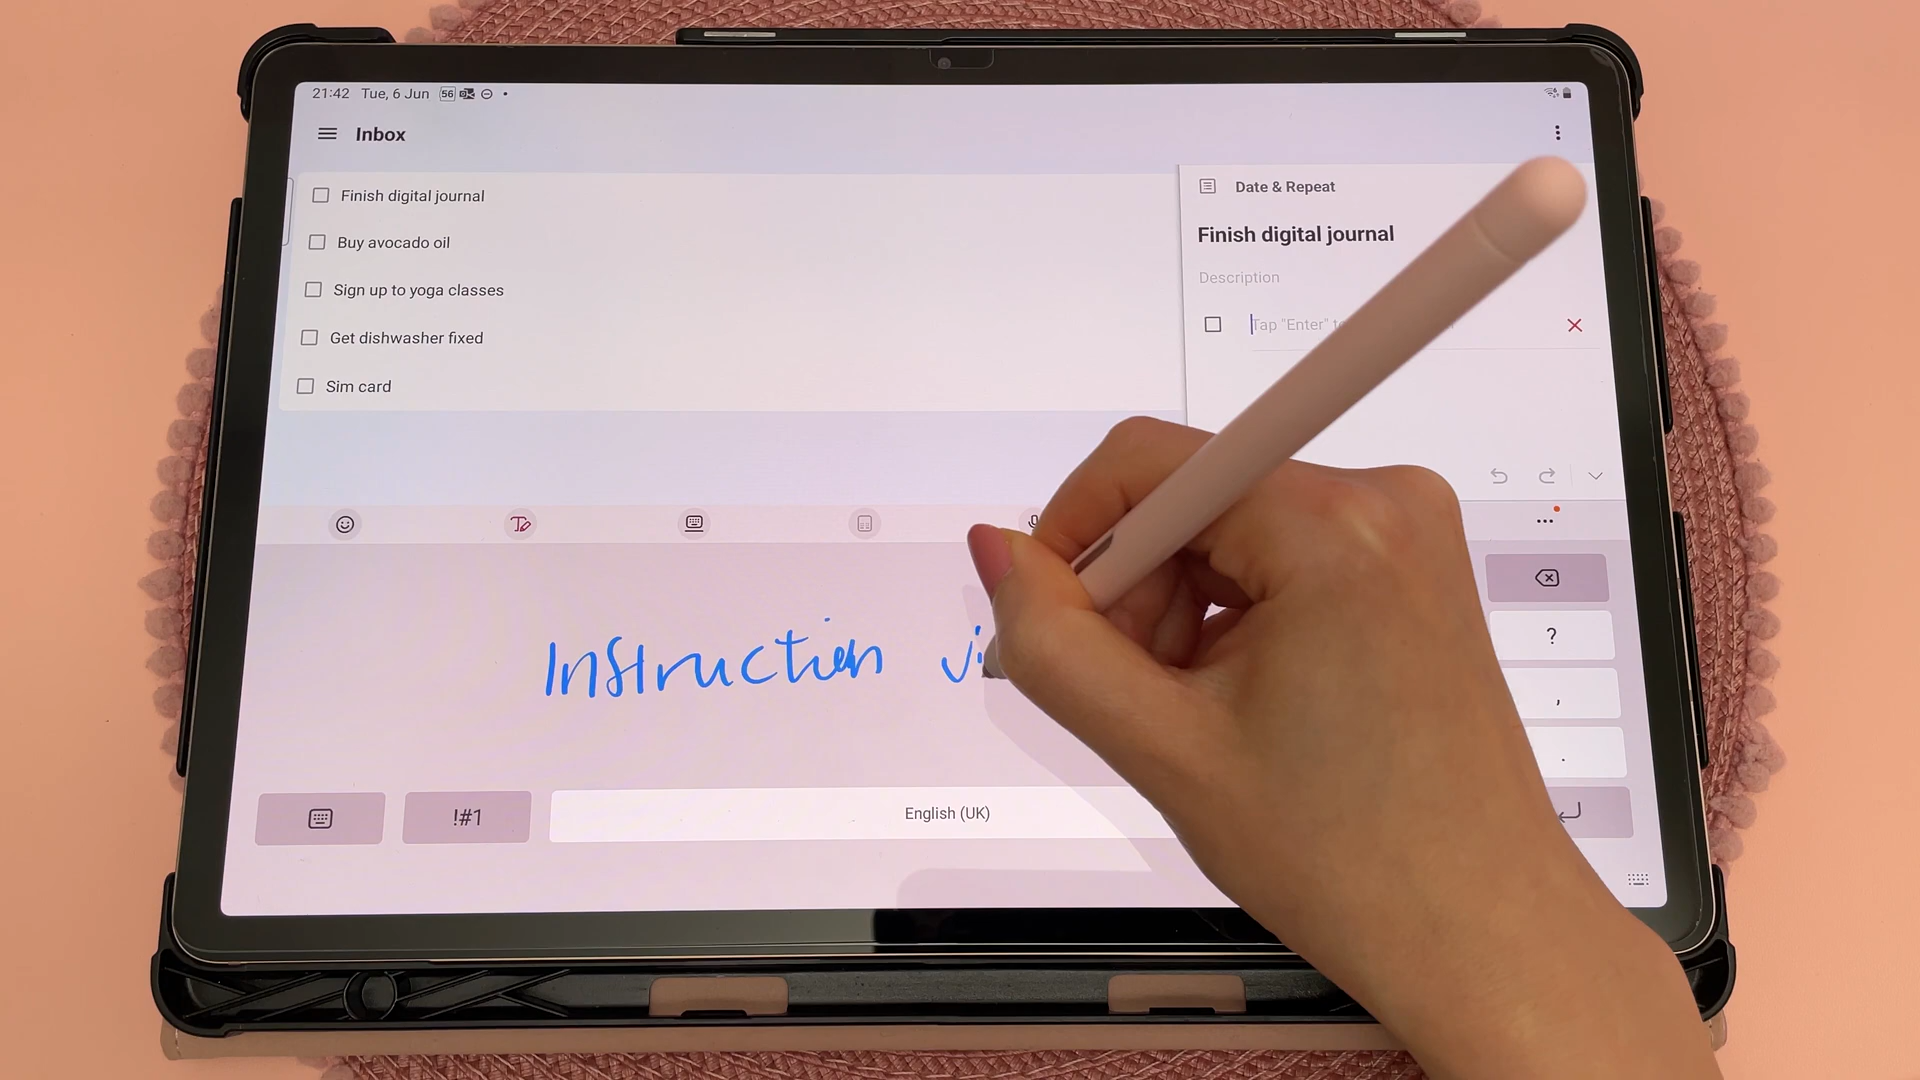 21:42 Tue, 6 Jun 56
Inbox
Finish digital journal
Buy avocado oil
Sign up to yoga classes
Get dishwasher fixed
Sim card
Date & Repeat
Finish digital journal
Description
Tap "Enter"
Instruction
?
,
.
!#1
English (UK)